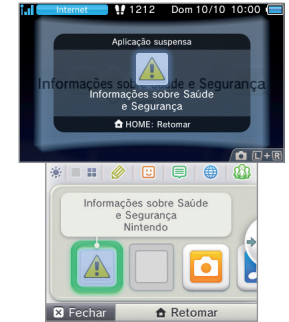 Internet 1212 Dom 10/10 10:00
Aplicação suspensa
Informações sobre Saúde e Segurança
Informações sobre Saúde
e Segurança
HOME: Retomar
L+R
Informações sobre Saúde
e Segurança
Nintendo
Fechar
Retomar